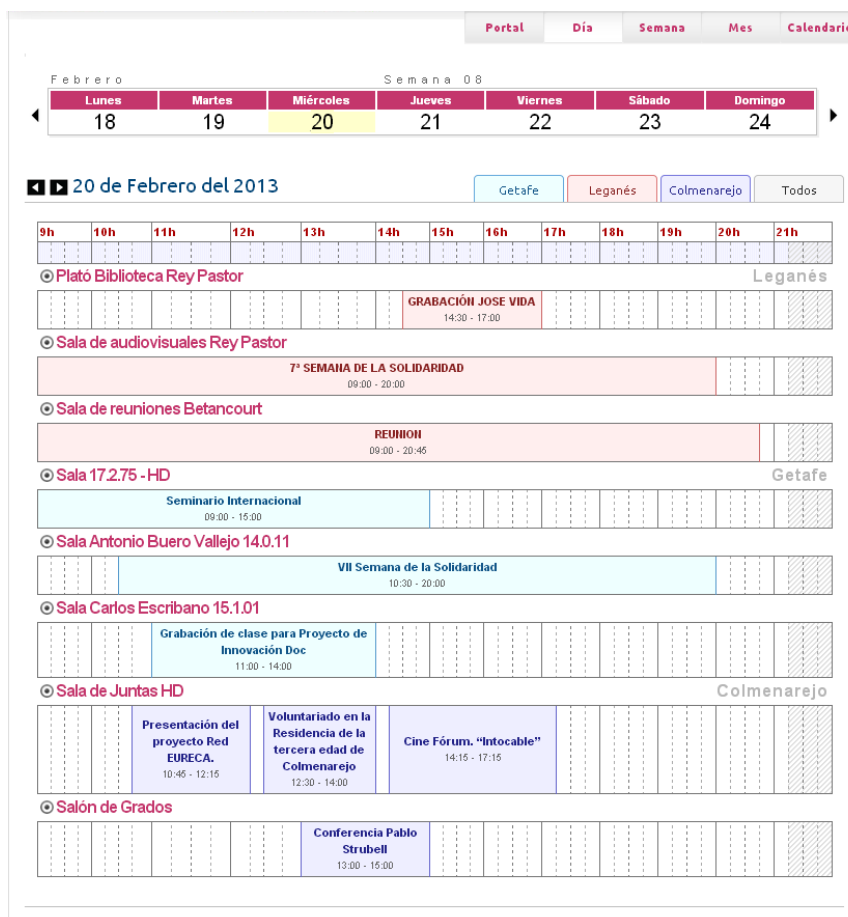 Portal Día Semana Mes Calendario
Febrero Semana 08
Lunes Martes Miércoles Jueves Viernes Sábado Domingo
18 19 20 21 22 23 24
20 de Febrero del 2013 Getafe Leganés Colmenarejo Todos
9h 10h 11h 12h 13h 14h 15h 16h 17h 18h 19h 20h 21h
Plató Biblioteca Rey Pastor Leganés
GRABACIÓN JOSE VIDA
14:30 - 17:00
Sala de audiovisuales Rey Pastor
7ª SEMANA DE LA SOLIDARIDAD
09:00 - 20:00
Sala de reuniones Betancourt
REUNION
09:00 - 20:45
Sala 17.2.75 - HD Getafe
Seminario Internacional
09:00 - 15:00
Sala Antonio Buero Vallejo 14.0.11
VII Semana de la Solidaridad
10:30 - 20:00
Sala Carlos Escribano 15.1.01
Grabación de clase para Proyecto de
Innovación Doc
11:00 - 14:00
Sala de Juntas HD Colmenarejo
Presentación del
proyecto Red
EURECA.
10:45 - 12:15
Voluntariado en la
Residencia de la
tercera edad de
Colmenarejo
12:30 - 14:00
Cine Fórum. “Intocable”
14:15 - 17:15
Salón de Grados
Conferencia Pablo
Strubell
13:00 - 15:00